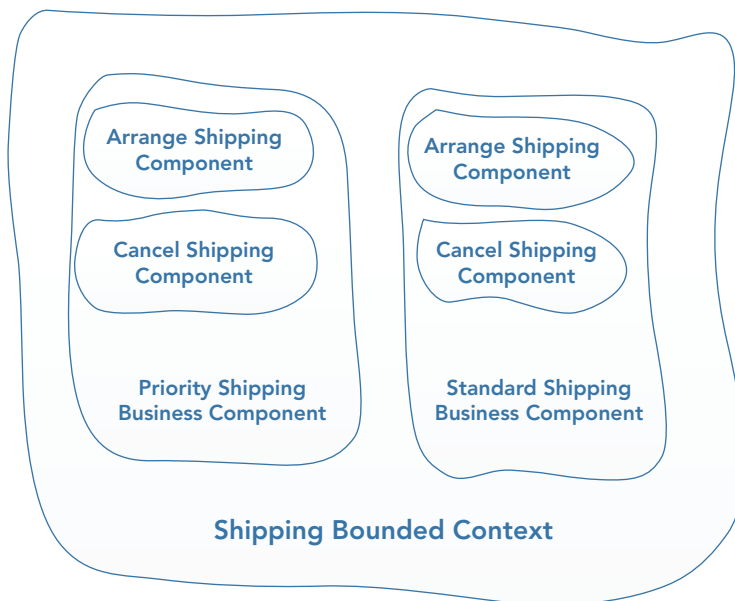 Arrange Shipping
Component
Cancel Shipping
Component
Priority Shipping
Business Component
Arrange Shipping
Component
Cancel Shipping
Component
Standard Shipping
Business Component
Shipping Bounded Context